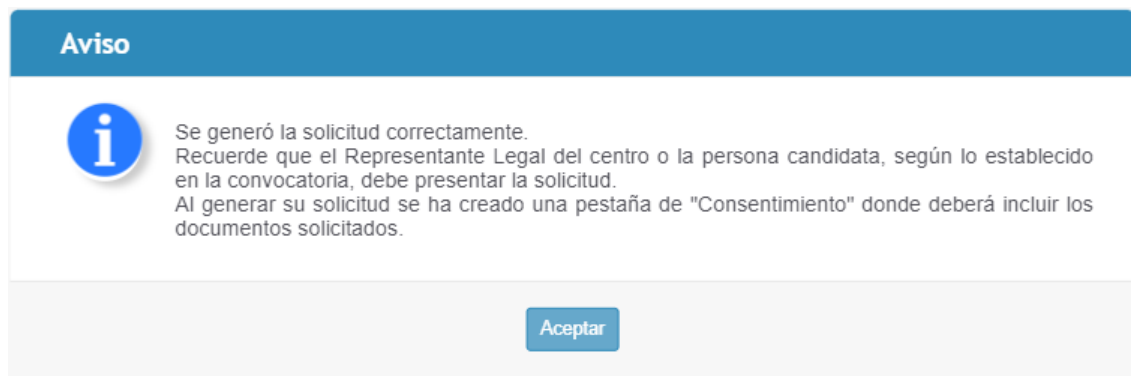 Aviso
Se generó la solicitud correctamente.
Recuerde que el Representante Legal del centro o la persona candidata, según lo establecido
en la convocatoria, debe presentar la solicitud.
Al generar su solicitud se ha creado una pestaña de "Consentimiento" donde deberá incluir los
documentos solicitados.
Aceptar